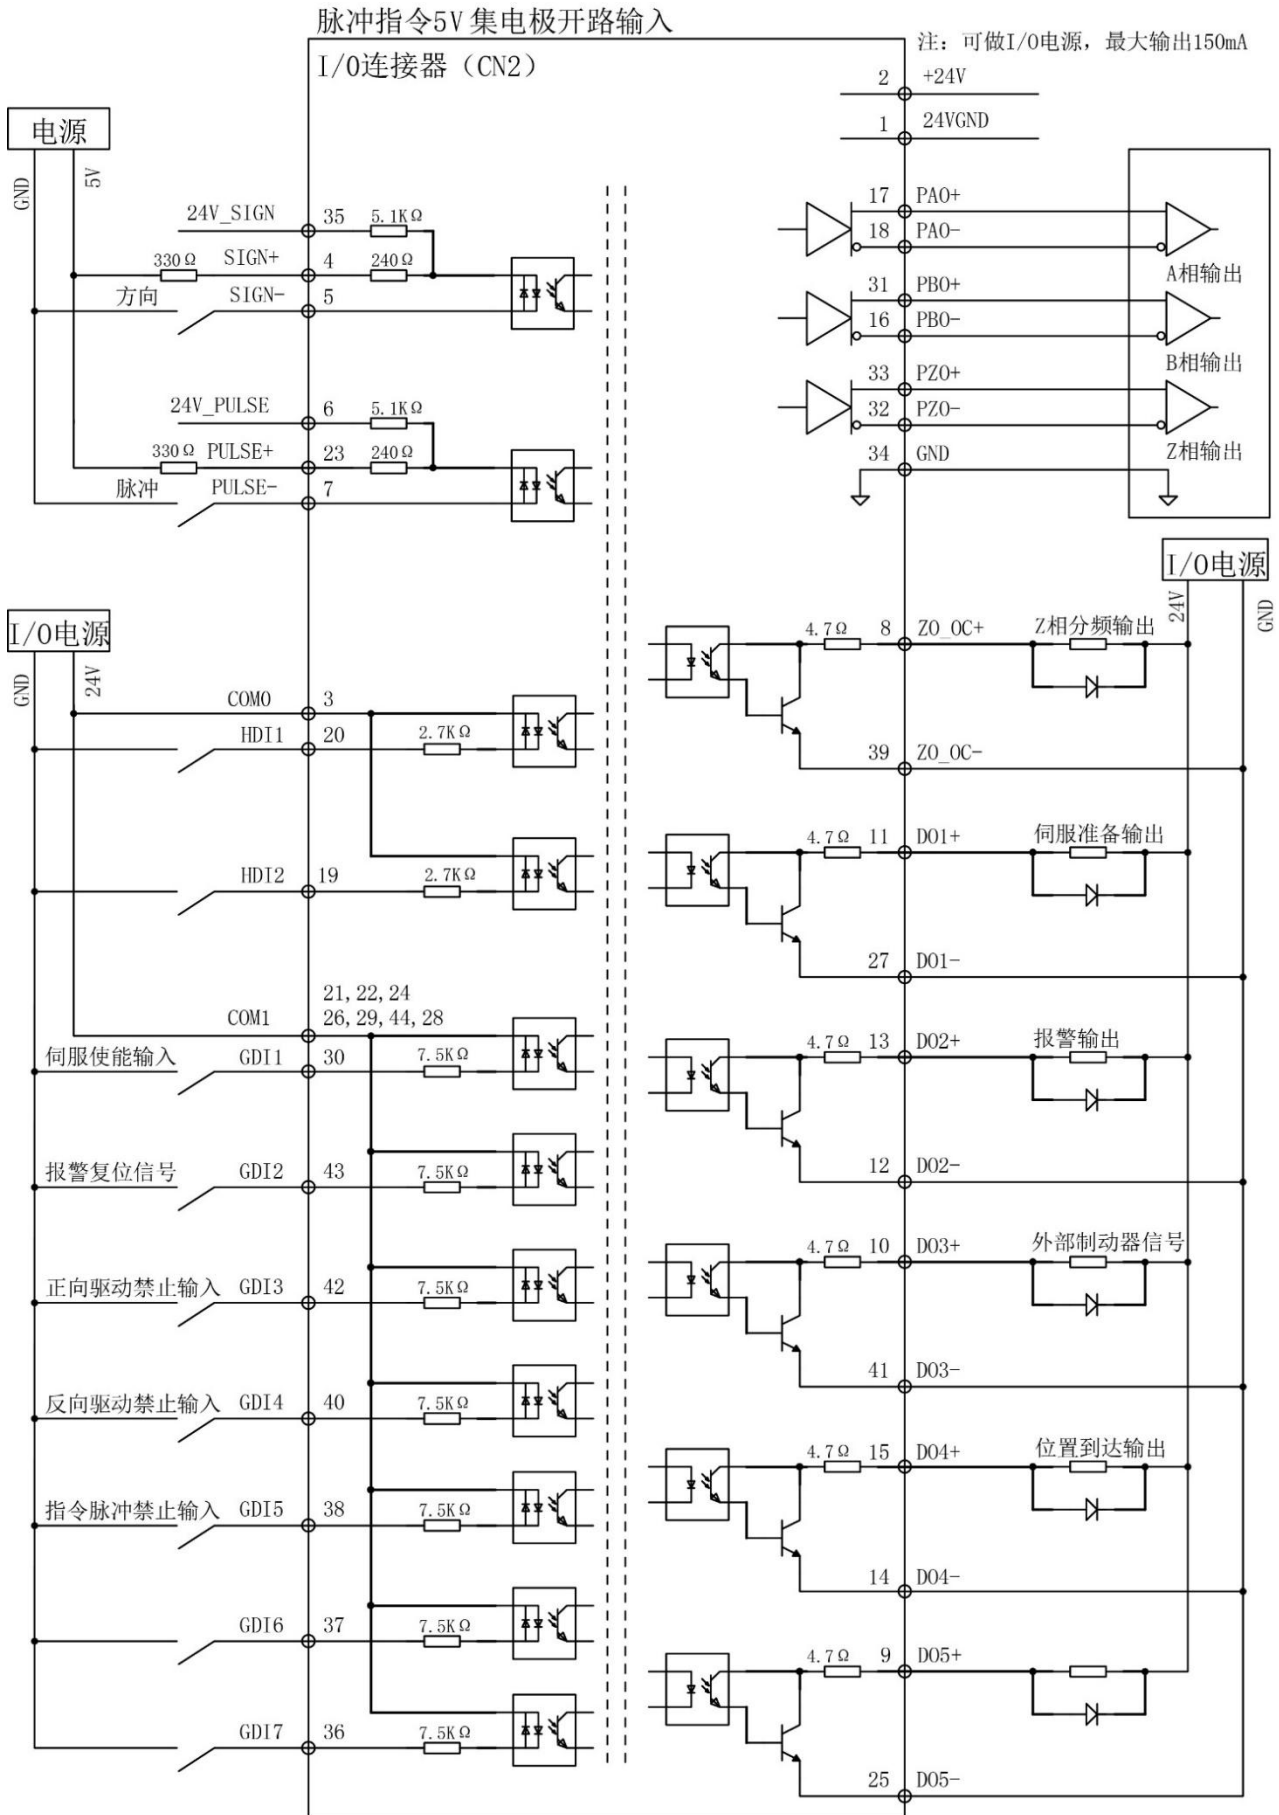 脉冲指令5V 集电极开路输入
I/O连接器（CN2）
注：可做I/O电源，最大输出150mA
2 +24V
1 24VGND
电源
GND
5V
24V_SIGN 35 5.1KΩ
330Ω SIGN+ 4 240Ω
方向 SIGN- 5
24V_PULSE 6 5.1KΩ
330Ω PULSE+ 23 240Ω
脉冲 PULSE- 7
17 PAO+
18 PAO-
A相输出
31 PBO+
16 PBO-
B相输出
33 PZO+
32 PZO-
Z相输出
34 GND
I/O电源
GND
24V
COM0 3
HDI1 20 2.7KΩ
HDI2 19 2.7KΩ
21,22,24
COM1 26,29,44,28
伺服使能输入 GDI1 30 7.5KΩ
报警复位信号 GDI2 43 7.5KΩ
正向驱动禁止输入 GDI3 42 7.5KΩ
反向驱动禁止输入 GDI4 40 7.5KΩ
指令脉冲禁止输入 GDI5 38 7.5KΩ
GDI6 37 7.5KΩ
GDI7 36 7.5KΩ
I/O电源
24V
GND
4.7Ω 8 ZO_OC+ Z相分频输出
39 ZO_OC-
4.7Ω 11 DO1+ 伺服准备输出
27 DO1-
4.7Ω 13 DO2+ 报警输出
12 DO2-
4.7Ω 10 DO3+ 外部制动器信号
41 DO3-
4.7Ω 15 DO4+ 位置到达输出
14 DO4-
4.7Ω 9 DO5+
25 DO5-